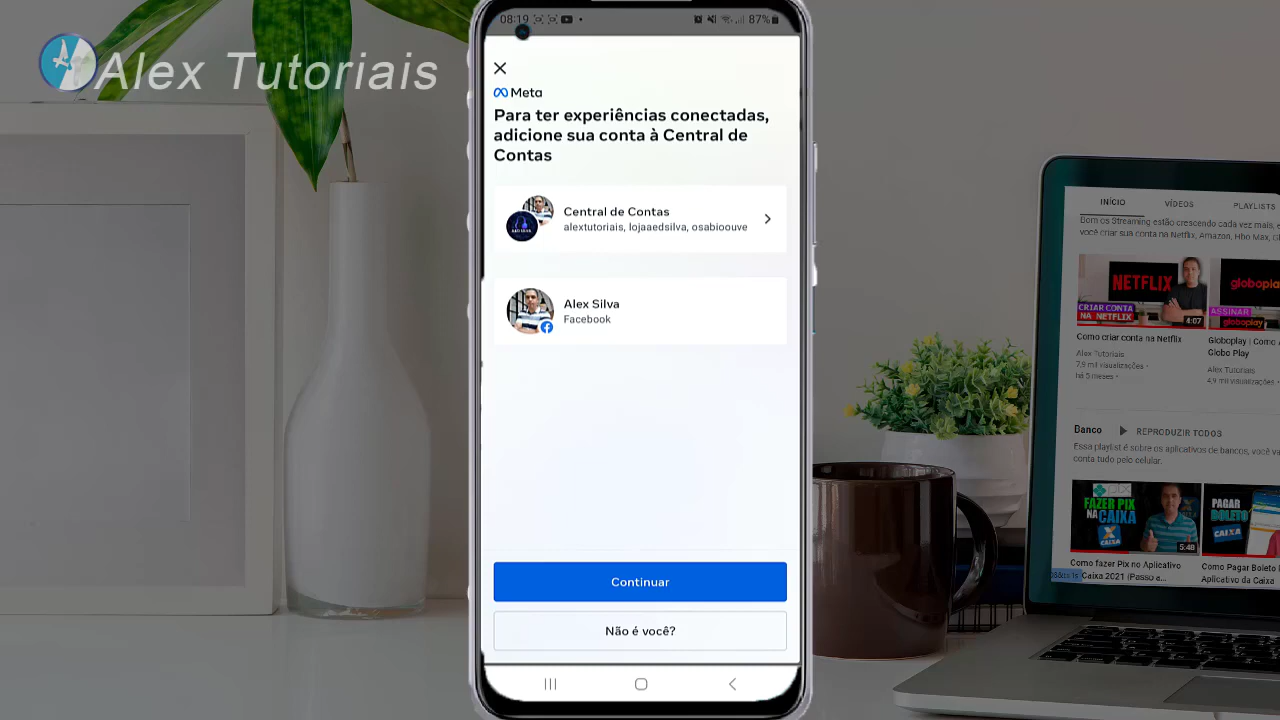 Alex Tutoriais
08:19
87%
Meta
Para ter experiências conectadas,
adicione sua conta à Central de
Contas
Central de Contas
alextutoriais, lojaaedsilva, osabioouve
Alex Silva
Facebook
Continuar
Não é você?
INÍCIO VÍDEOS PLAYLISTS
Bom os Streaming estão crescendo cada vez mais, e
você criar sua conta na Netflix, Amazon, Hbo Max, Gl
NETFLIX
CRIAR CONTA
NA NETFLIX
4:07
globopla
ASSINAR
globoplay
Como criar conta na Netflix
Alex Tutoriais
7,9 mil visualizações •
há 5 meses •
Globoplay | Como A
Globo Play
Alex Tutoriais
4,9 mil visualizações
Banco REPRODUZIR TODOS
Essa playlist é sobre os aplicativos de bancos, você va
conta tudo pelo celular.
pix
FAZER PIX
NA CAIXA
CAIXA
5:48
PAGAR
BOLETO
CAIXA
Como fazer Pix no Aplicativo
Caixa 2021 (Passo e...
Como Pagar Boleto
Aplicativo da Caixa